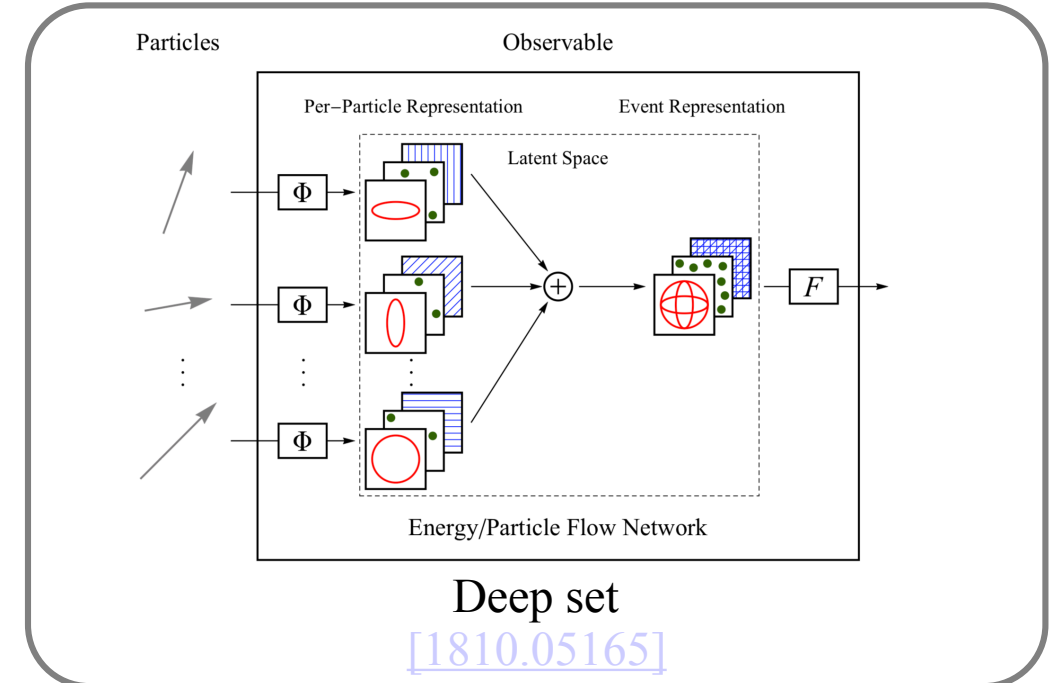 Particles
Observable
Per–Particle Representation
Event Representation
Latent Space
Φ
Φ
Φ
F
Energy/Particle Flow Network
Deep set
[1810.05165]